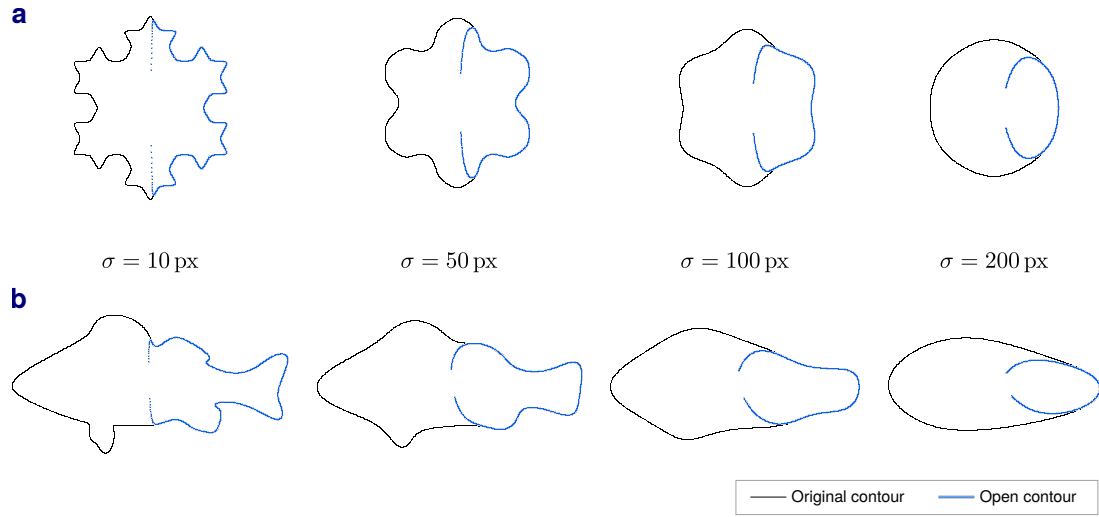 a
σ = 10 px σ = 50 px σ = 100 px σ = 200 px
b
Original contour Open contour